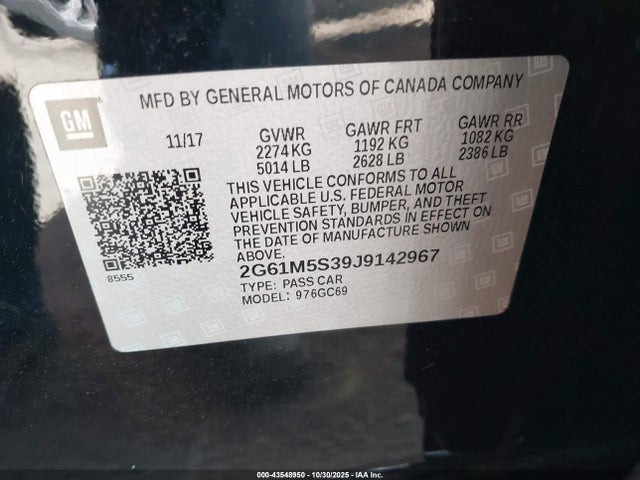 MFD BY GENERAL MOTORS OF CANADA COMPANY
GM
11/17 GVWR GAWR FRT GAWR RR
2274 KG 1192 KG 1082 KG
5014 LB 2628 LB 2386 LB
THIS VEHICLE CONFORMS TO ALL
APPLICABLE U.S. FEDERAL MOTOR
VEHICLE SAFETY, BUMPER, AND THEFT
PREVENTION STANDARDS IN EFFECT ON
THE DATE OF MANUFACTURE SHOWN
ABOVE.
8555
2G61M5S39J9142967
TYPE: PASS CAR
MODEL: 976GC69
000-43548950 - 10/30/2025 - IAA Inc.